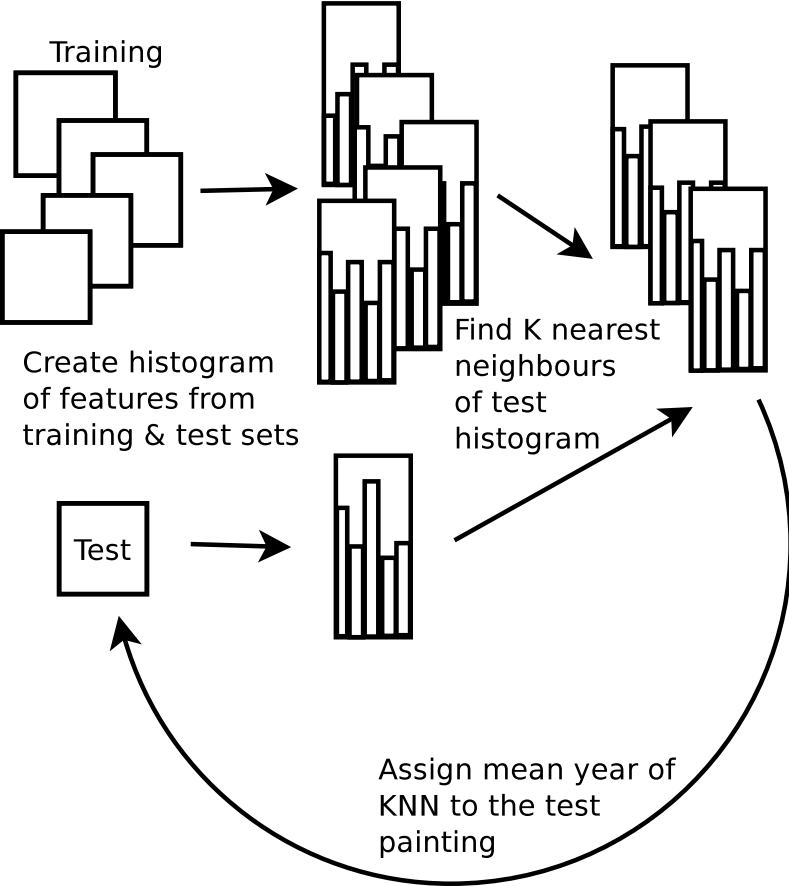 Training
Create histogram
of features from
training & test sets
Find K nearest
neighbours
of test
histogram
Test
Assign mean year of
KNN to the test
painting